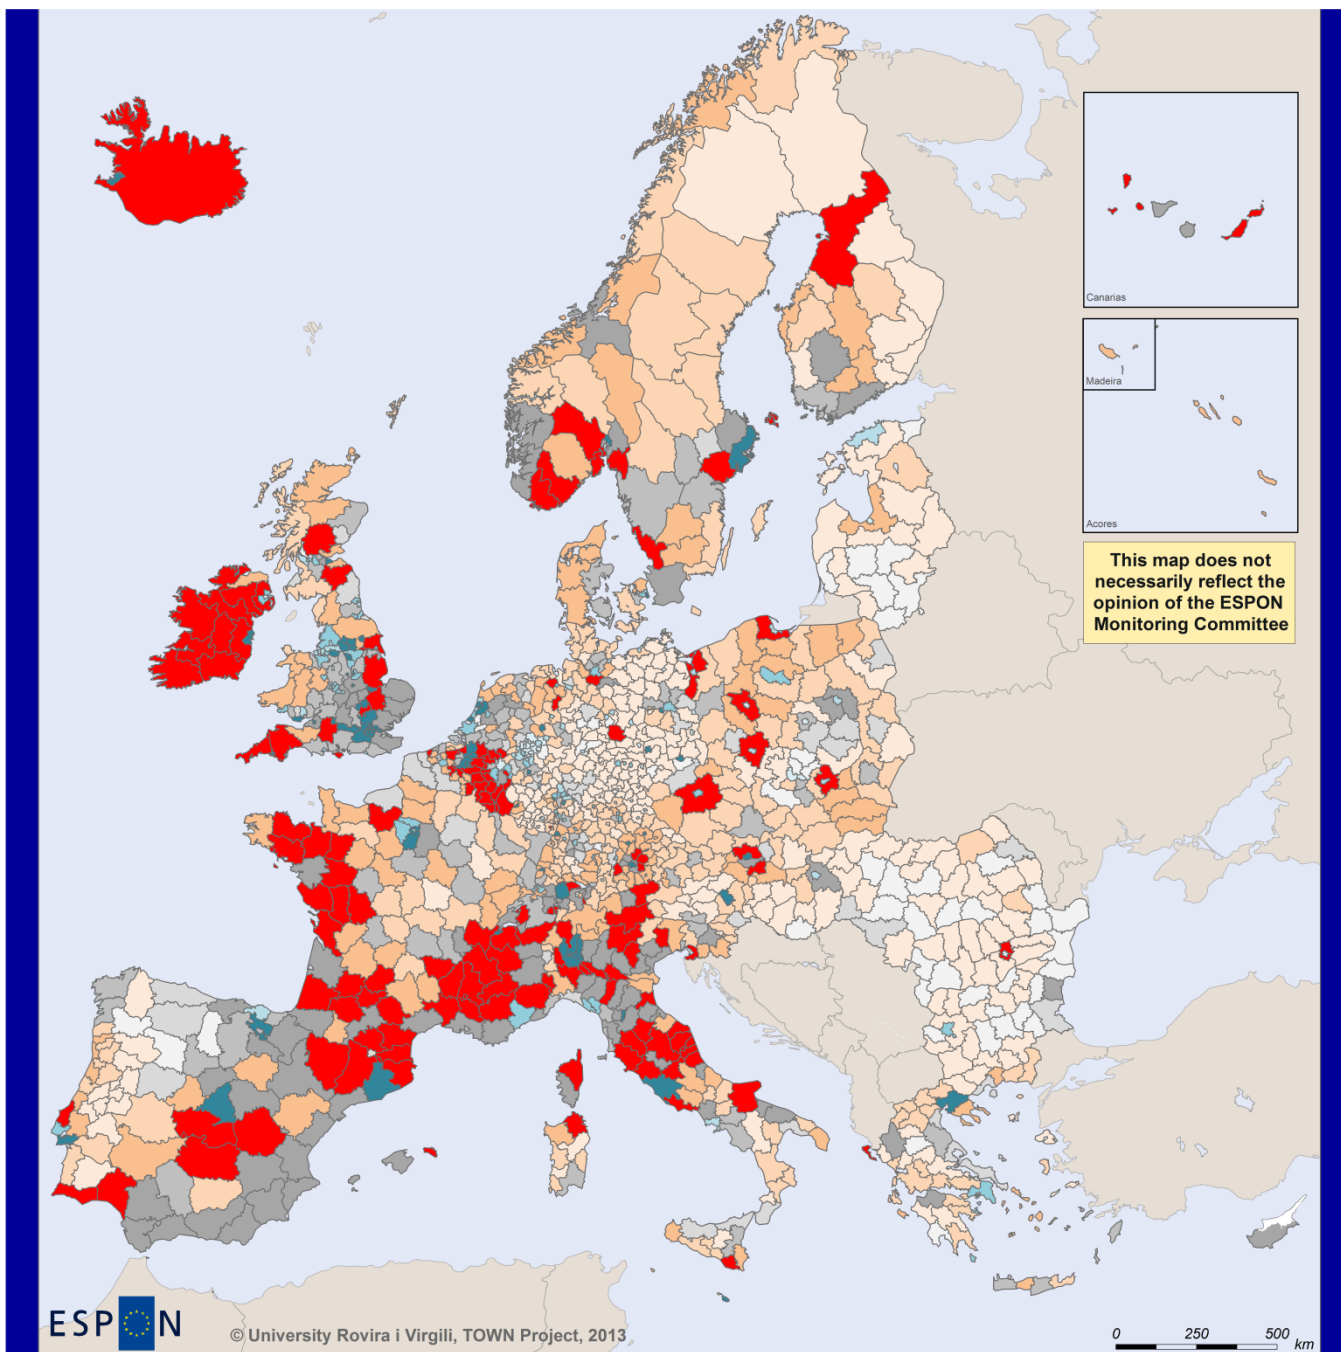 Canarias
Madeira
Acores
This map does not
necessarily reflect the
opinion of the ESPON
Monitoring Committee
ESPON
© University Rovira i Virgili, TOWN Project, 2013
0 250 500
km